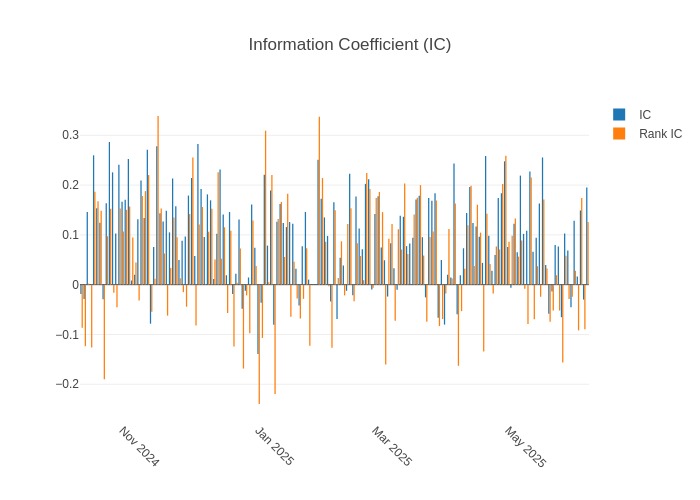 Information Coefficient (IC)
IC
Rank IC
0.3
0.2
0.1
0
−0.1
−0.2
Nov 2024
Jan 2025
Mar 2025
May 2025